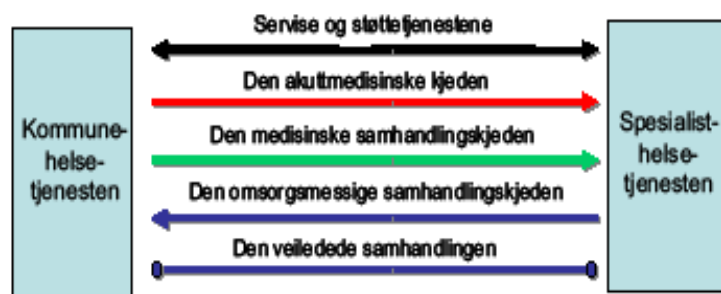 Servise og støttetjenestene
Den akuttmedisinske kjeden
Den medisinske samhandlingskjeden
Den omsorgsmessige samhandlingskjeden
Den veiledede samhandlingen
Kommune-
helse-
tjenesten
Spesialist-
helse-
tjenesten